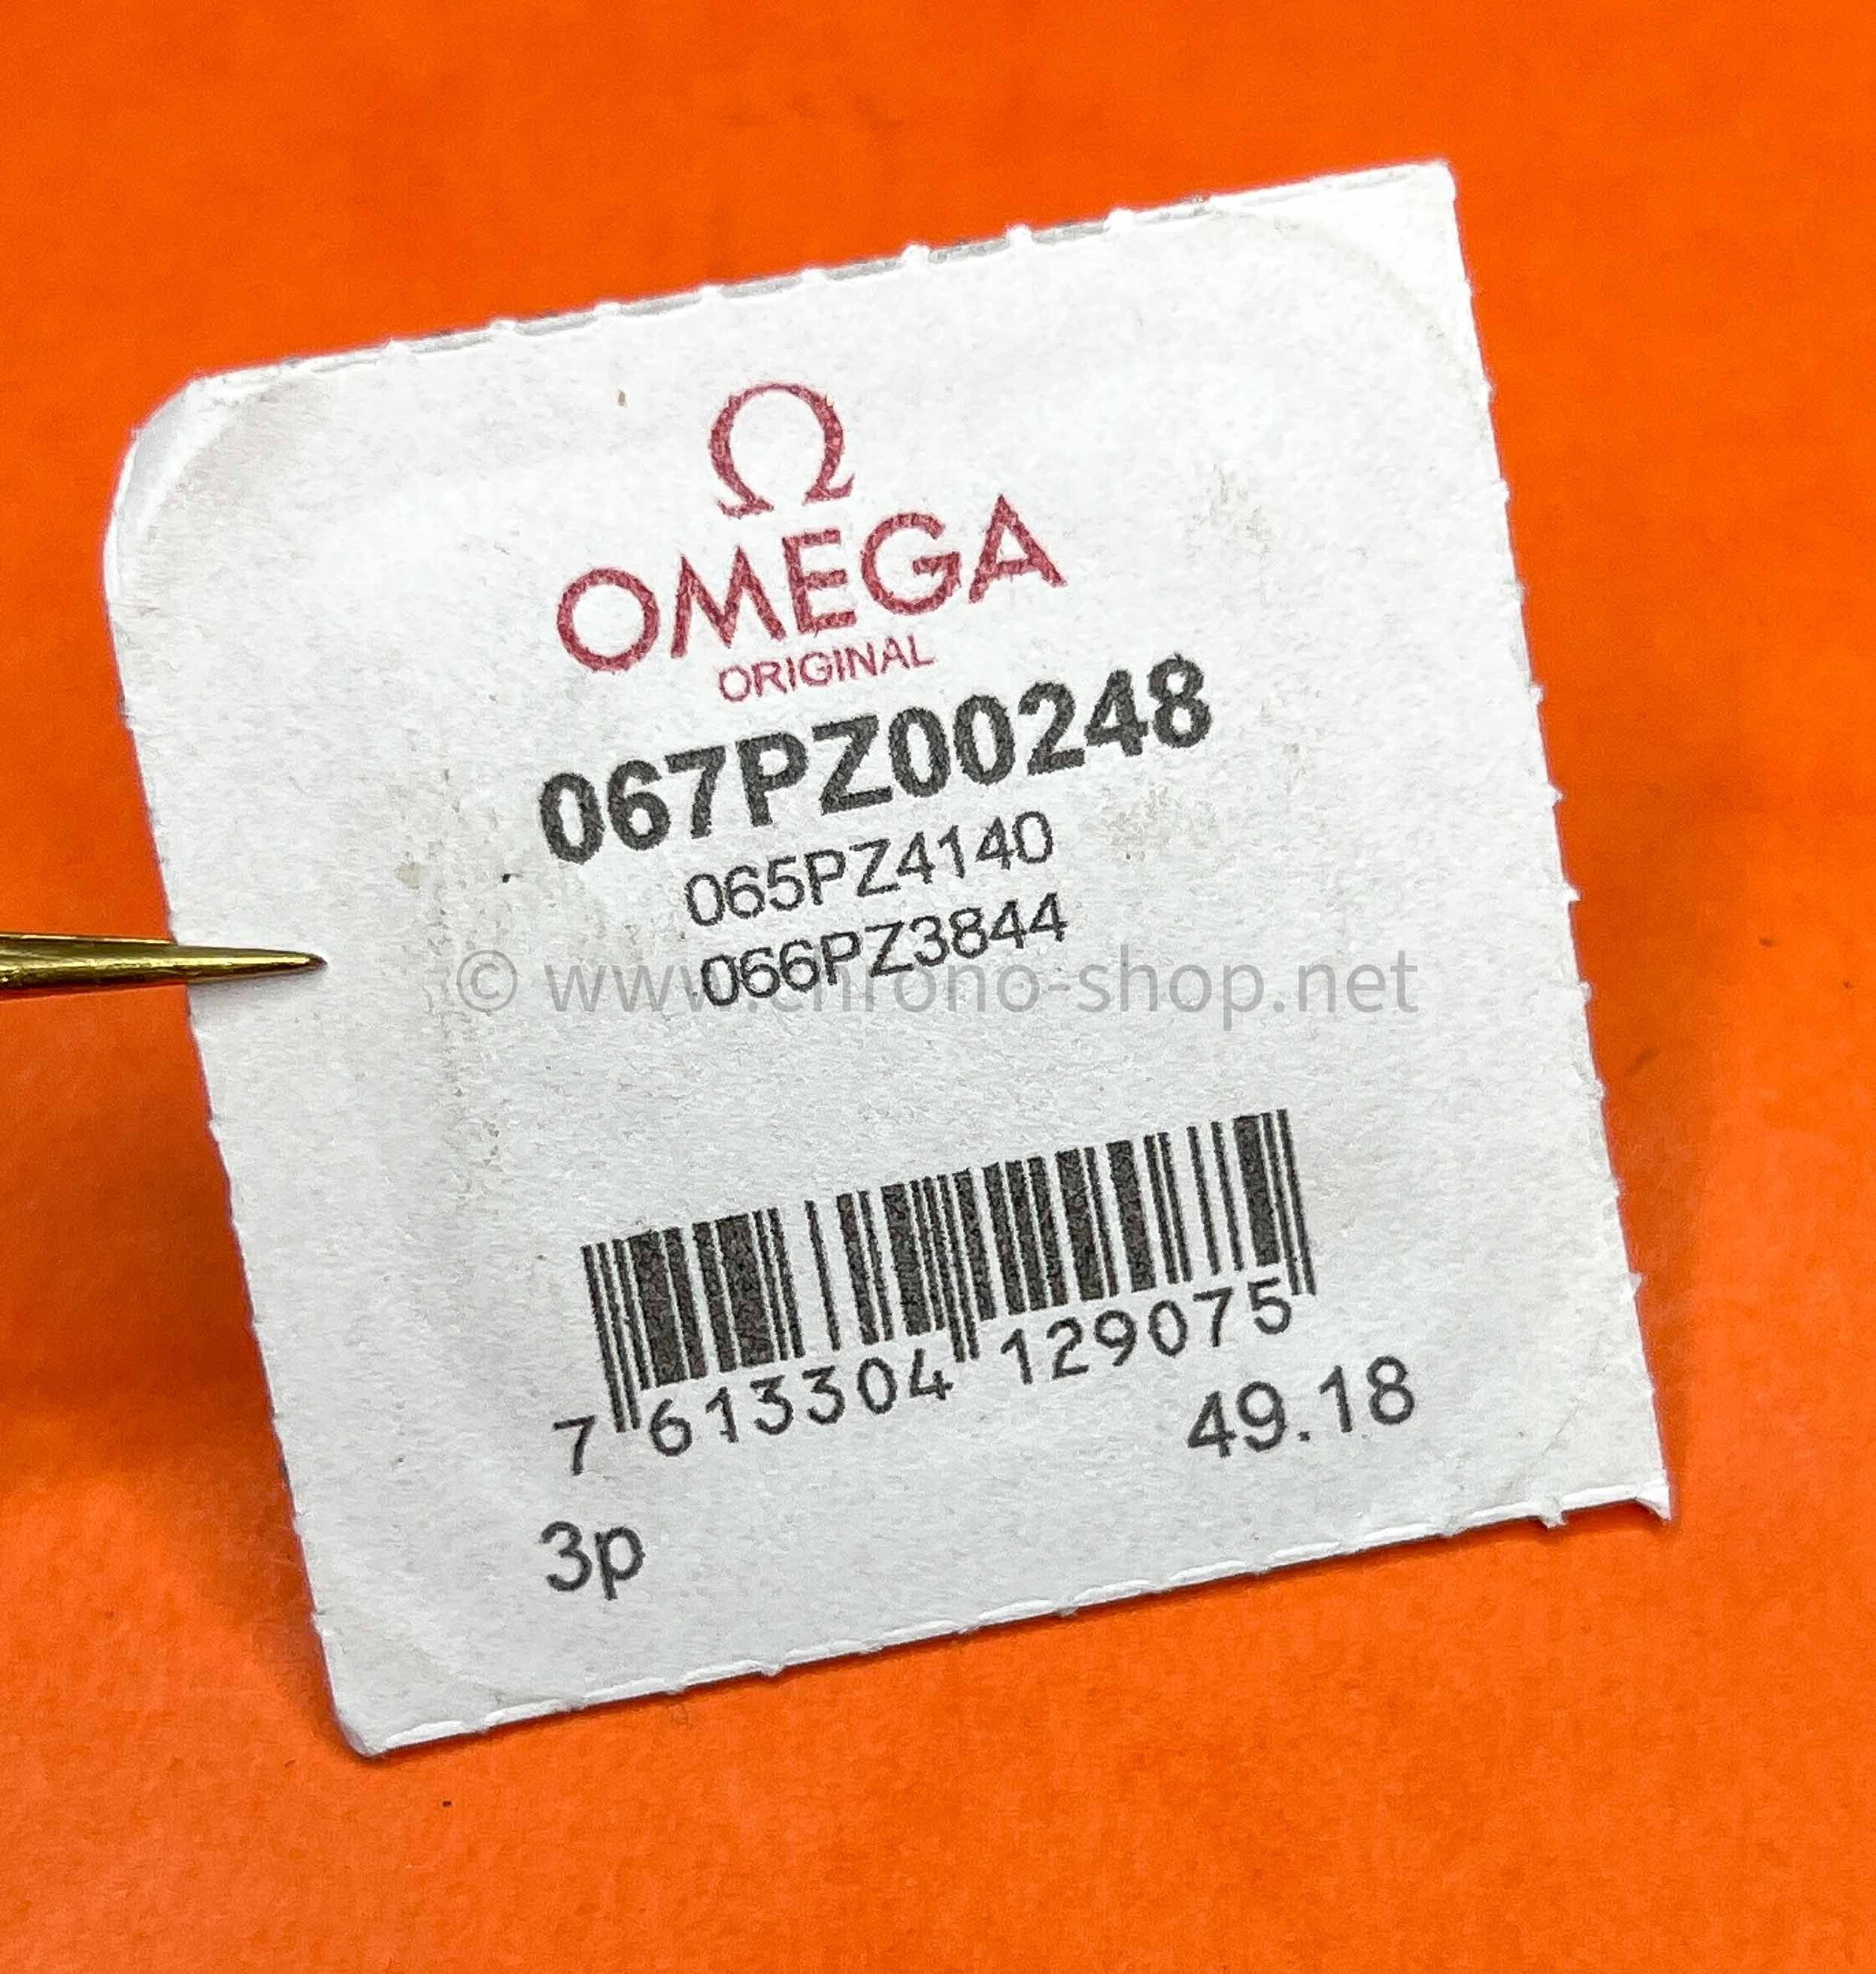 Ω
OMEGA
ORIGINAL
067PZ00248
065PZ4140
066PZ3844
© www.chrono-shop.net
7 613304 129075
49.18
3p